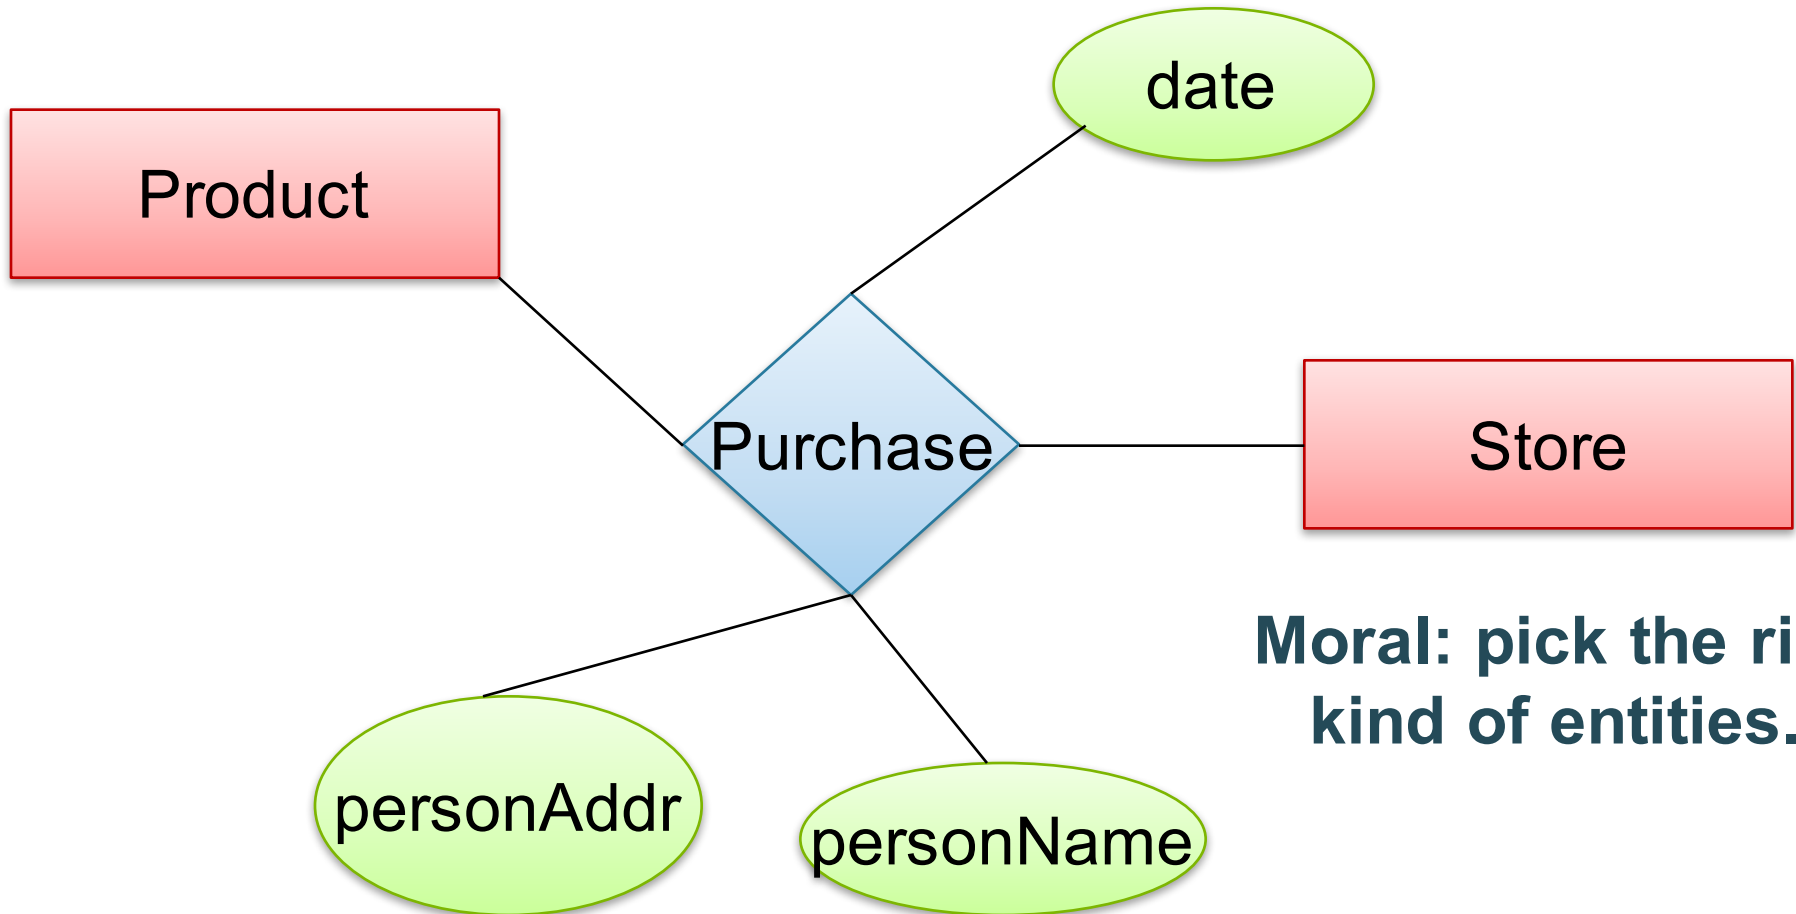 date
Product
Purchase
Store
Moral: pick the ri
kind of entities.
personAddr
personName